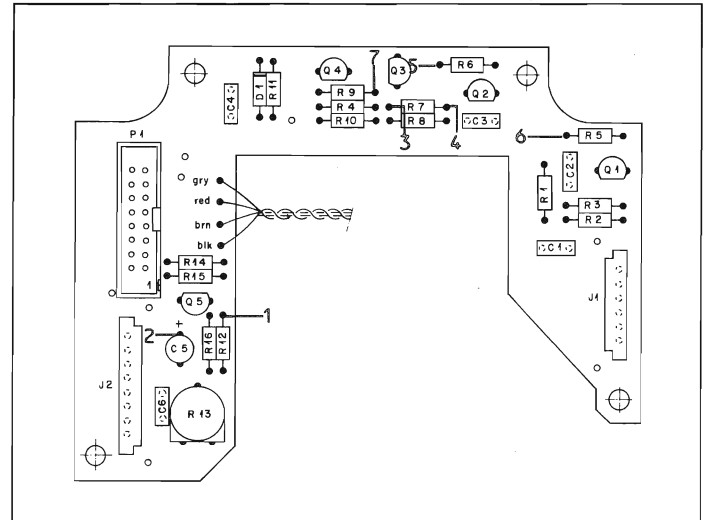 7
5
Q4
Q3
R6
C4
D1
R11
R9
R4
R10
R7
R8
Q2
C3
3
4
6
R5
P1
C2
Q1
R1
R3
R2
C1
gry
red
brn
blk
R14
R15
1
J1
Q5
1
2
+
C5
R16
R12
J2
C6
R13